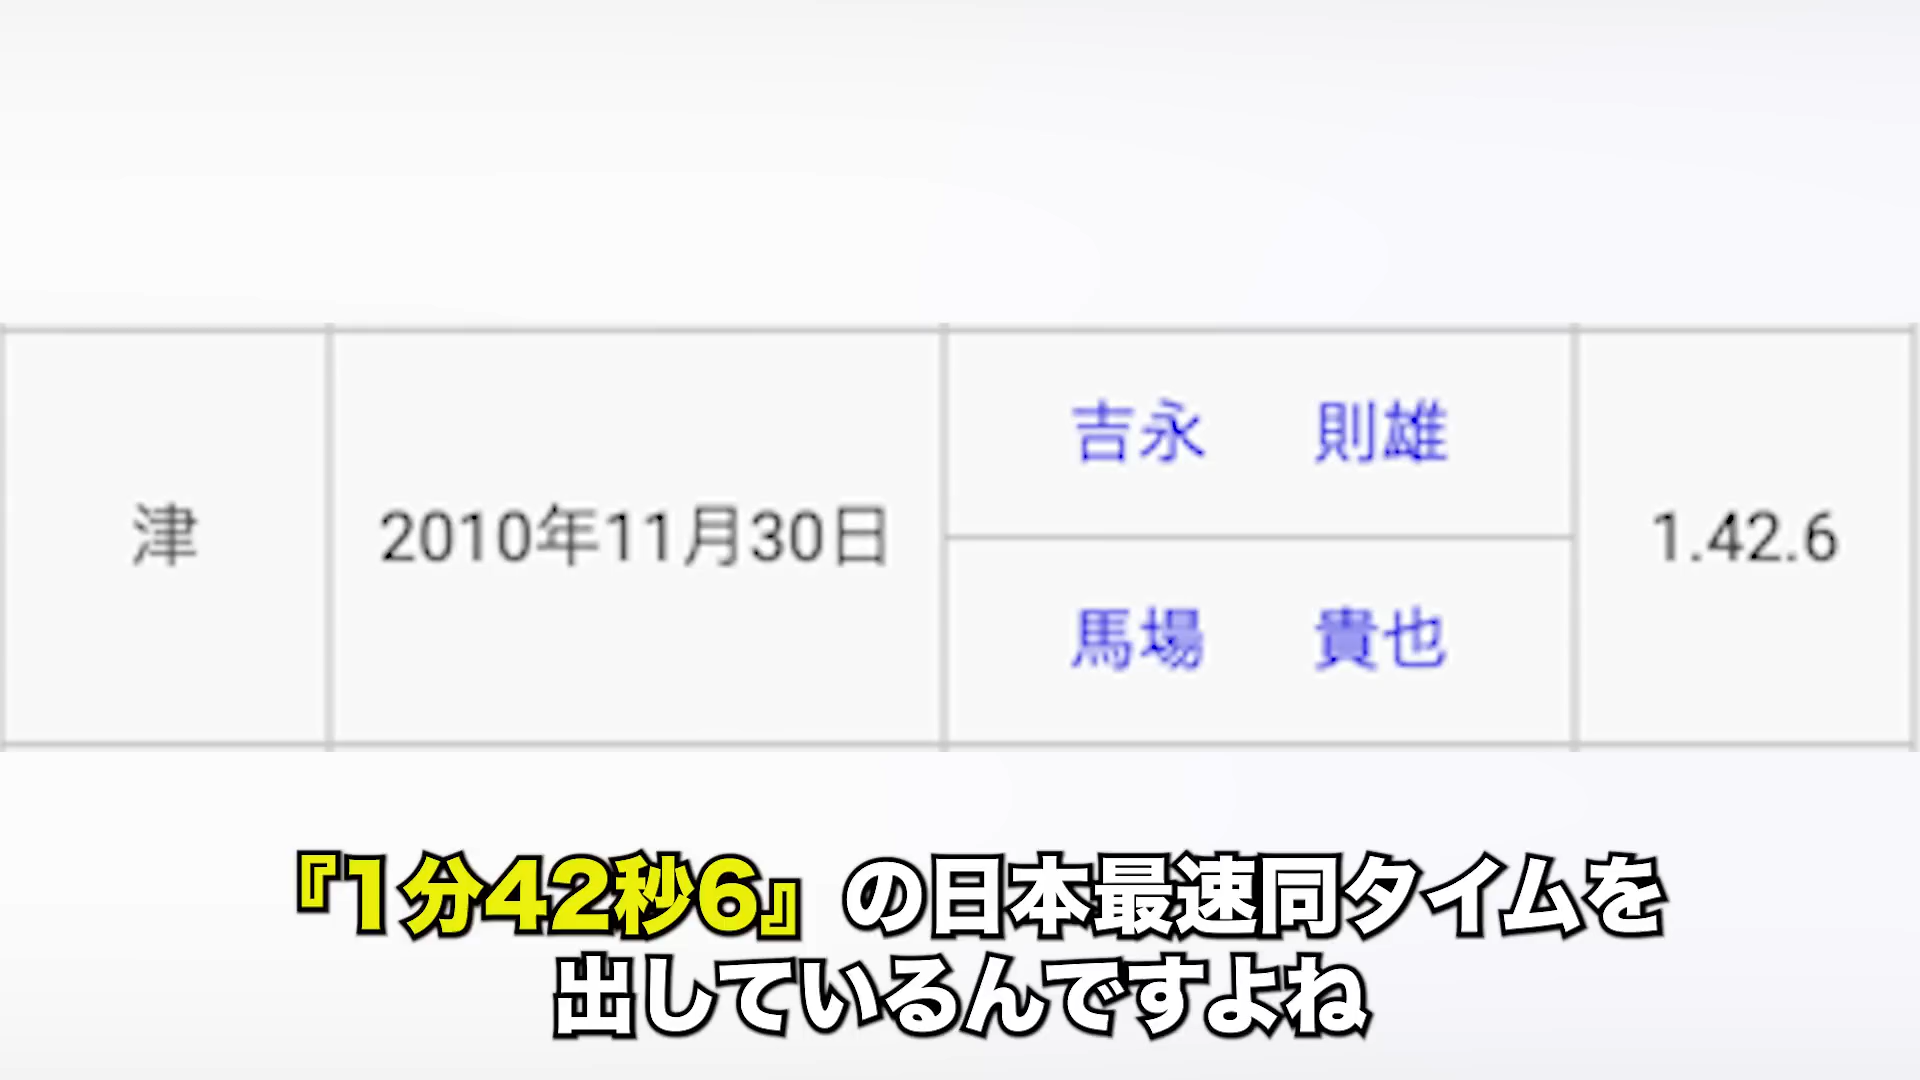 津
2010年11月30日
吉永 則雄
馬場 貴也
1.42.6
『1分42秒6』の日本最速同タイムを
出しているんですよね